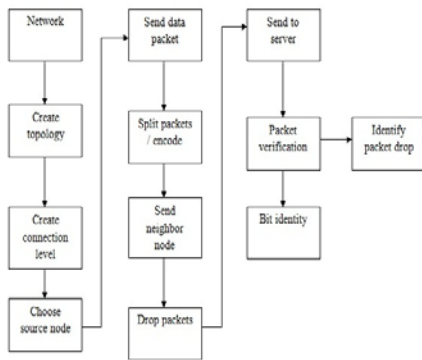 Network
Create
topology
Create
connection
level
Choose
source node
Send data
packet
Split packets
/ encode
Send
neighbor
node
Drop packets
Send to
server
Packet
verification
Identify
packet drop
Bit identity